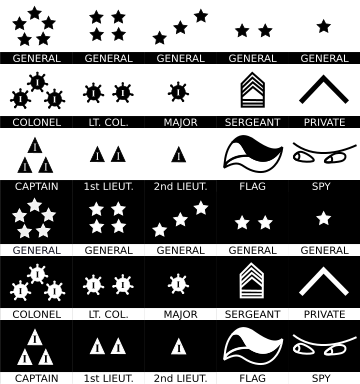 GENERAL GENERAL GENERAL GENERAL GENERAL
COLONEL LT. COL. MAJOR SERGEANT PRIVATE
CAPTAIN 1st LIEUT. 2nd LIEUT. FLAG SPY
GENERAL GENERAL GENERAL GENERAL GENERAL
COLONEL LT. COL. MAJOR SERGEANT PRIVATE
CAPTAIN 1st LIEUT. 2nd LIEUT. FLAG SPY